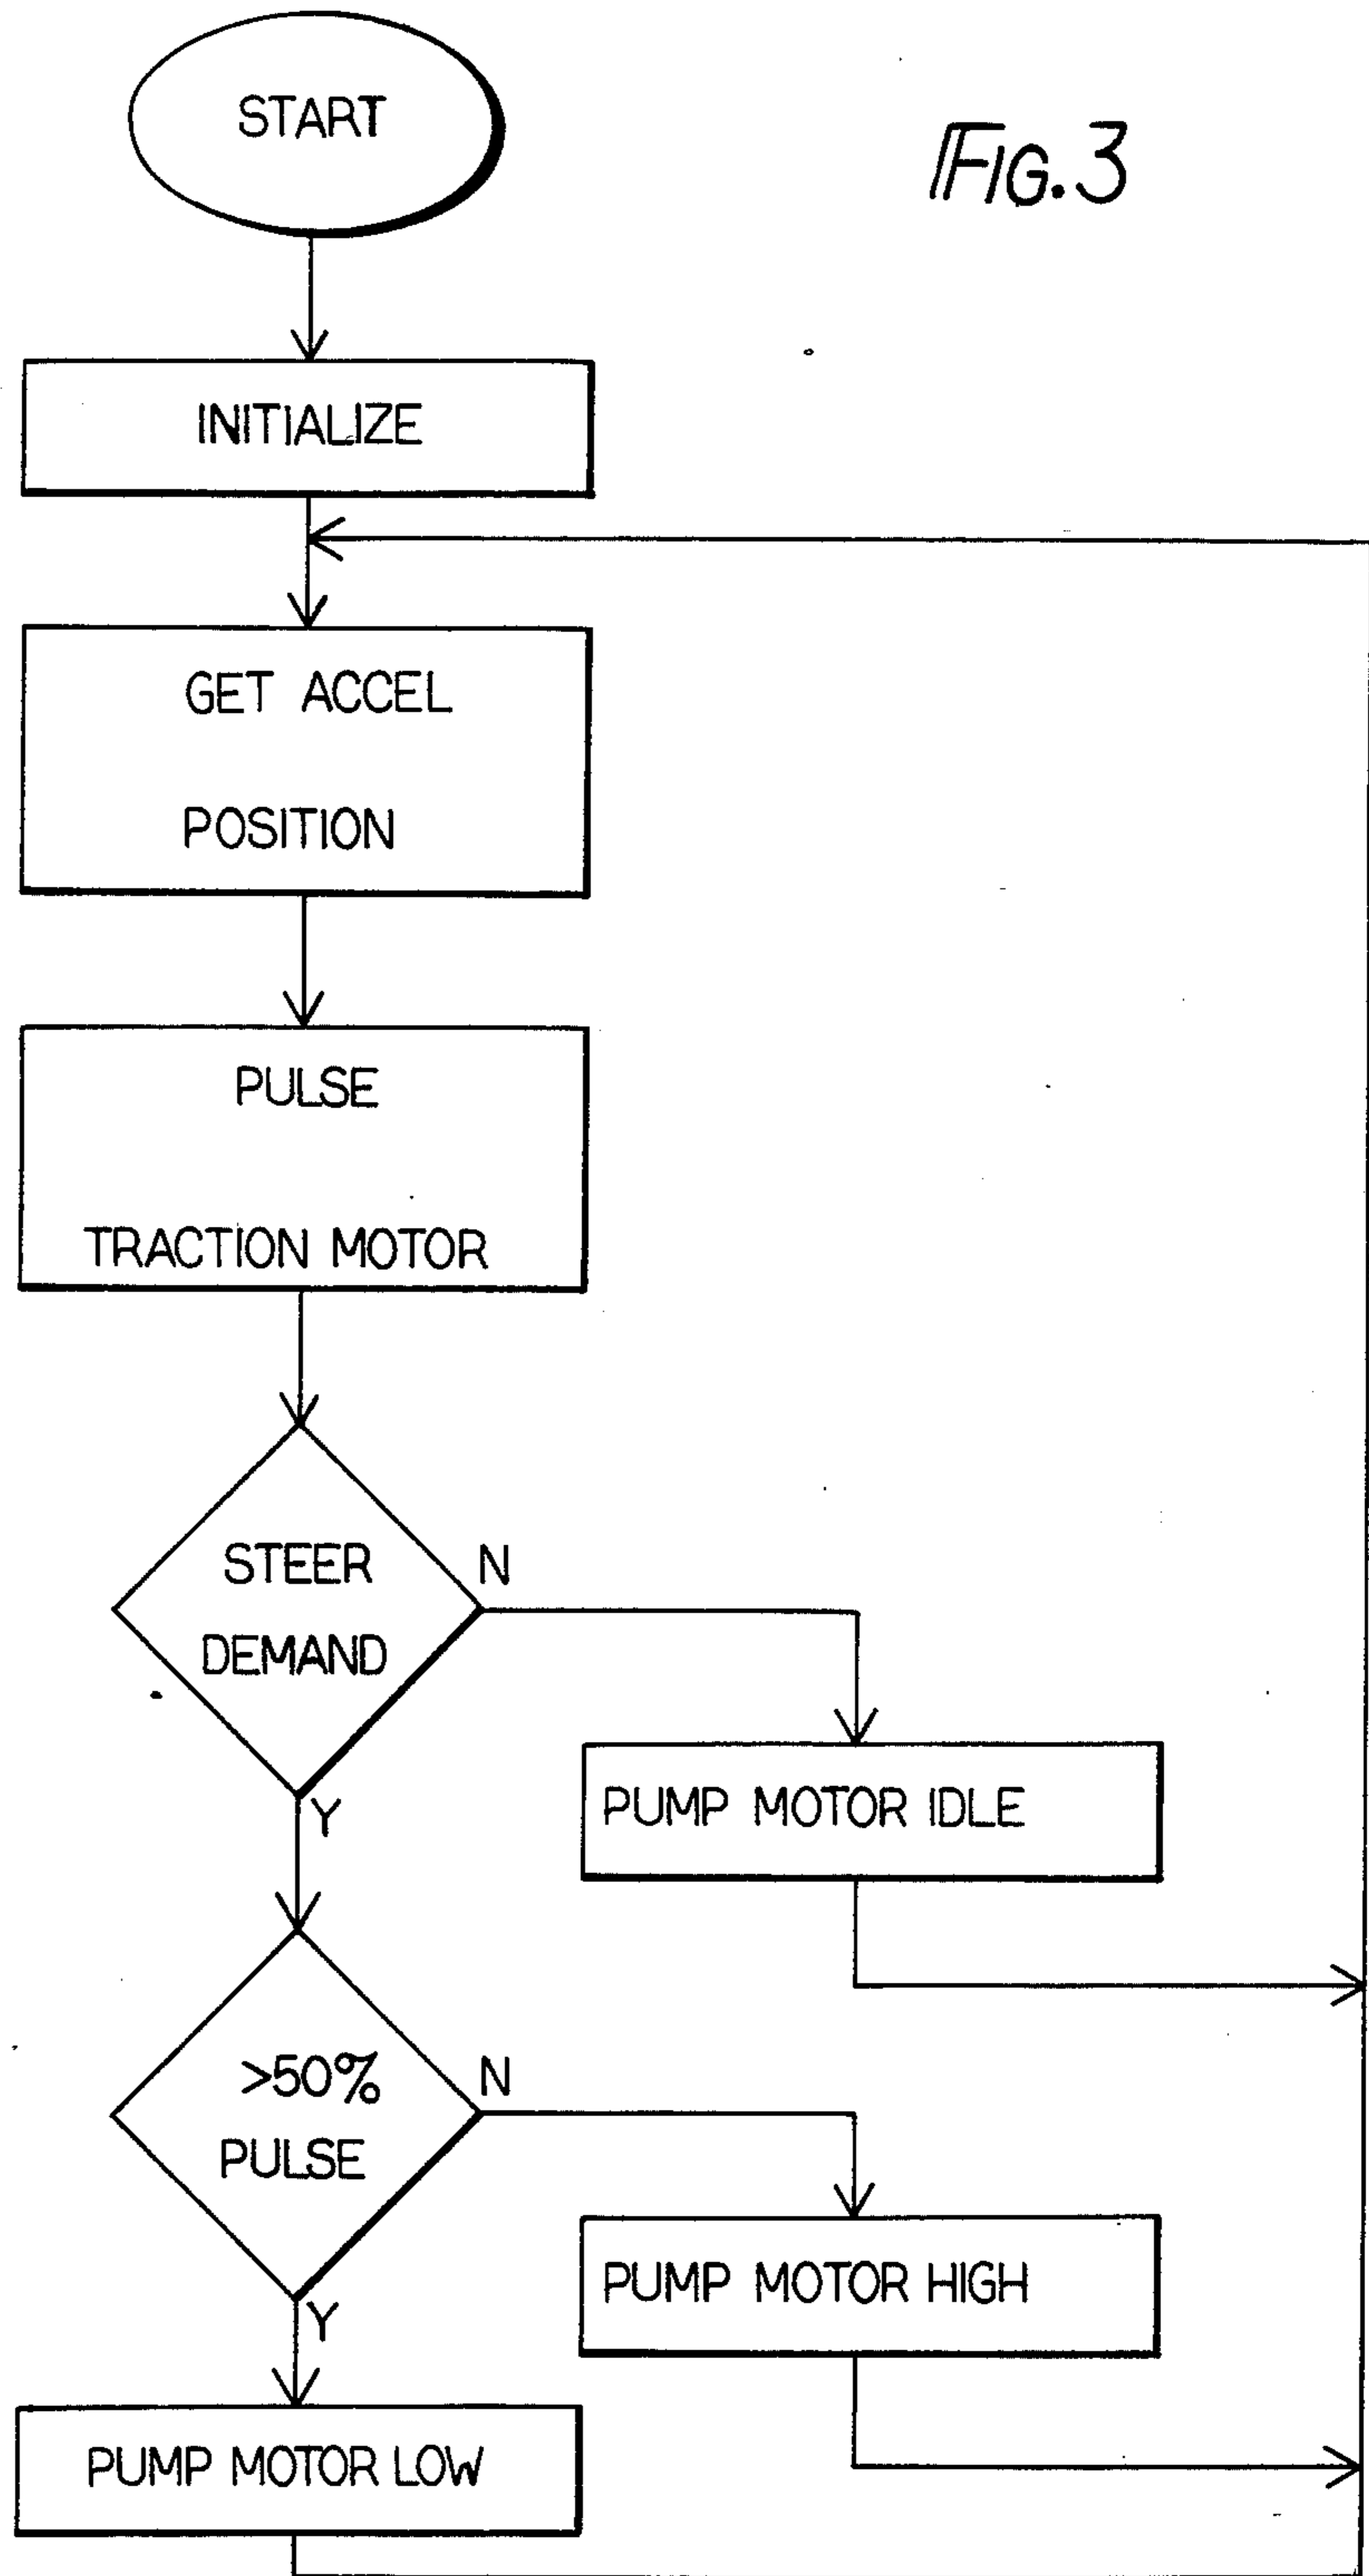 START
FIG. 3
INITIALIZE
GET ACCEL
POSITION
PULSE
TRACTION MOTOR
STEER
DEMAND
N
Y
PUMP MOTOR IDLE
>50%
PULSE
N
Y
PUMP MOTOR HIGH
PUMP MOTOR LOW